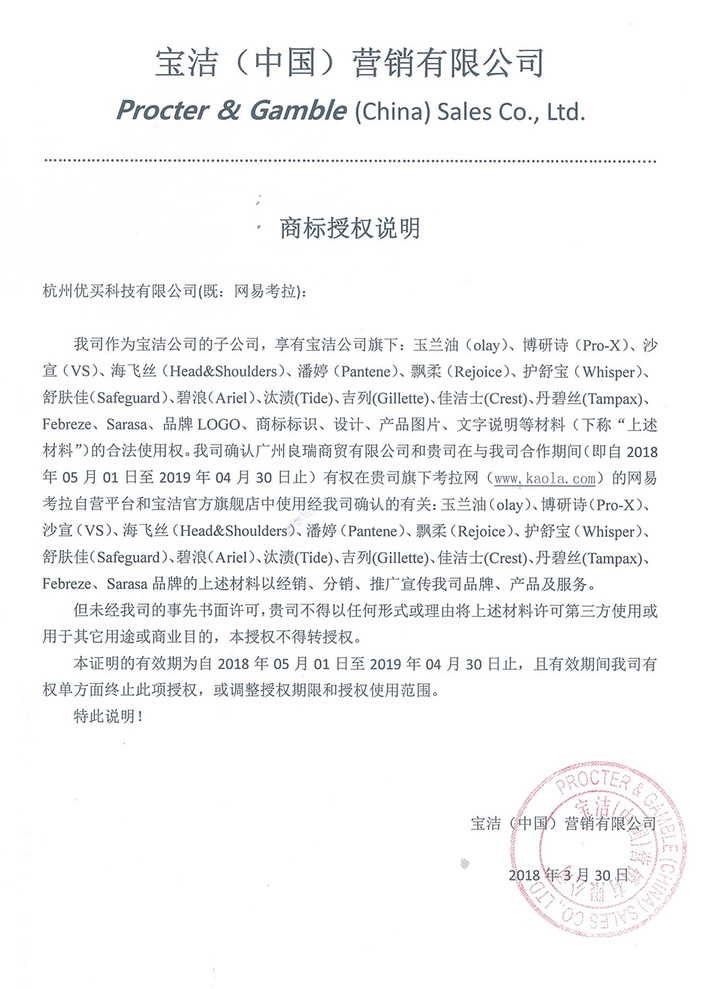 宝洁（中国）营销有限公司
Procter & Gamble (China) Sales Co., Ltd.
商标授权说明
杭州优买科技有限公司(既：网易考拉)：
我司作为宝洁公司的子公司，享有宝洁公司旗下：玉兰油（olay）、博研诗（Pro-X）、沙
宣（VS）、海飞丝（Head&Shoulders）、潘婷（Pantene）、飘柔（Rejoice）、护舒宝（Whisper）、
舒肤佳（Safeguard）、碧浪（Ariel）、汰渍(Tide)、吉列(Gillette)、佳洁士(Crest)、丹碧丝(Tampax)、
Febreze、Sarasa、品牌 LOGO、商标标识、设计、产品图片、文字说明等材料（下称“上述
材料”）的合法使用权。我司确认广州良瑞商贸有限公司和贵司在与我司合作期间（即自 2018
年 05 月 01 日至 2019 年 04 月 30 日止）有权在贵司旗下考拉网（www.kaola.com）的网易
考拉自营平台和宝洁官方旗舰店中使用经我司确认的有关：玉兰油（olay）、博研诗（Pro-X）、
沙宣（VS）、海飞丝（Head&Shoulders）、潘婷（Pantene）、飘柔（Rejoice）、护舒宝（Whisper）、
舒肤佳（Safeguard）、碧浪（Ariel）、汰渍(Tide)、吉列(Gillette)、佳洁士(Crest)、丹碧丝(Tampax)、
Febreze、Sarasa 品牌的上述材料以经销、分销、推广宣传我司品牌、产品及服务。
但未经我司的事先书面许可，贵司不得以任何形式或理由将上述材料许可第三方使用或
用于其它用途或商业目的，本授权不得转授权。
本证明的有效期为自 2018 年 05 月 01 日至 2019 年 04 月 30 日止，且有效期间我司有
权单方面终止此项授权，或调整授权期限和授权使用范围。
特此说明！
宝洁（中国）营销有限公司
2018 年 3 月 30 日
PROCTER & GAMBLE (CHINA) SALES CO., LTD.
宝洁(中国)营销有限公司